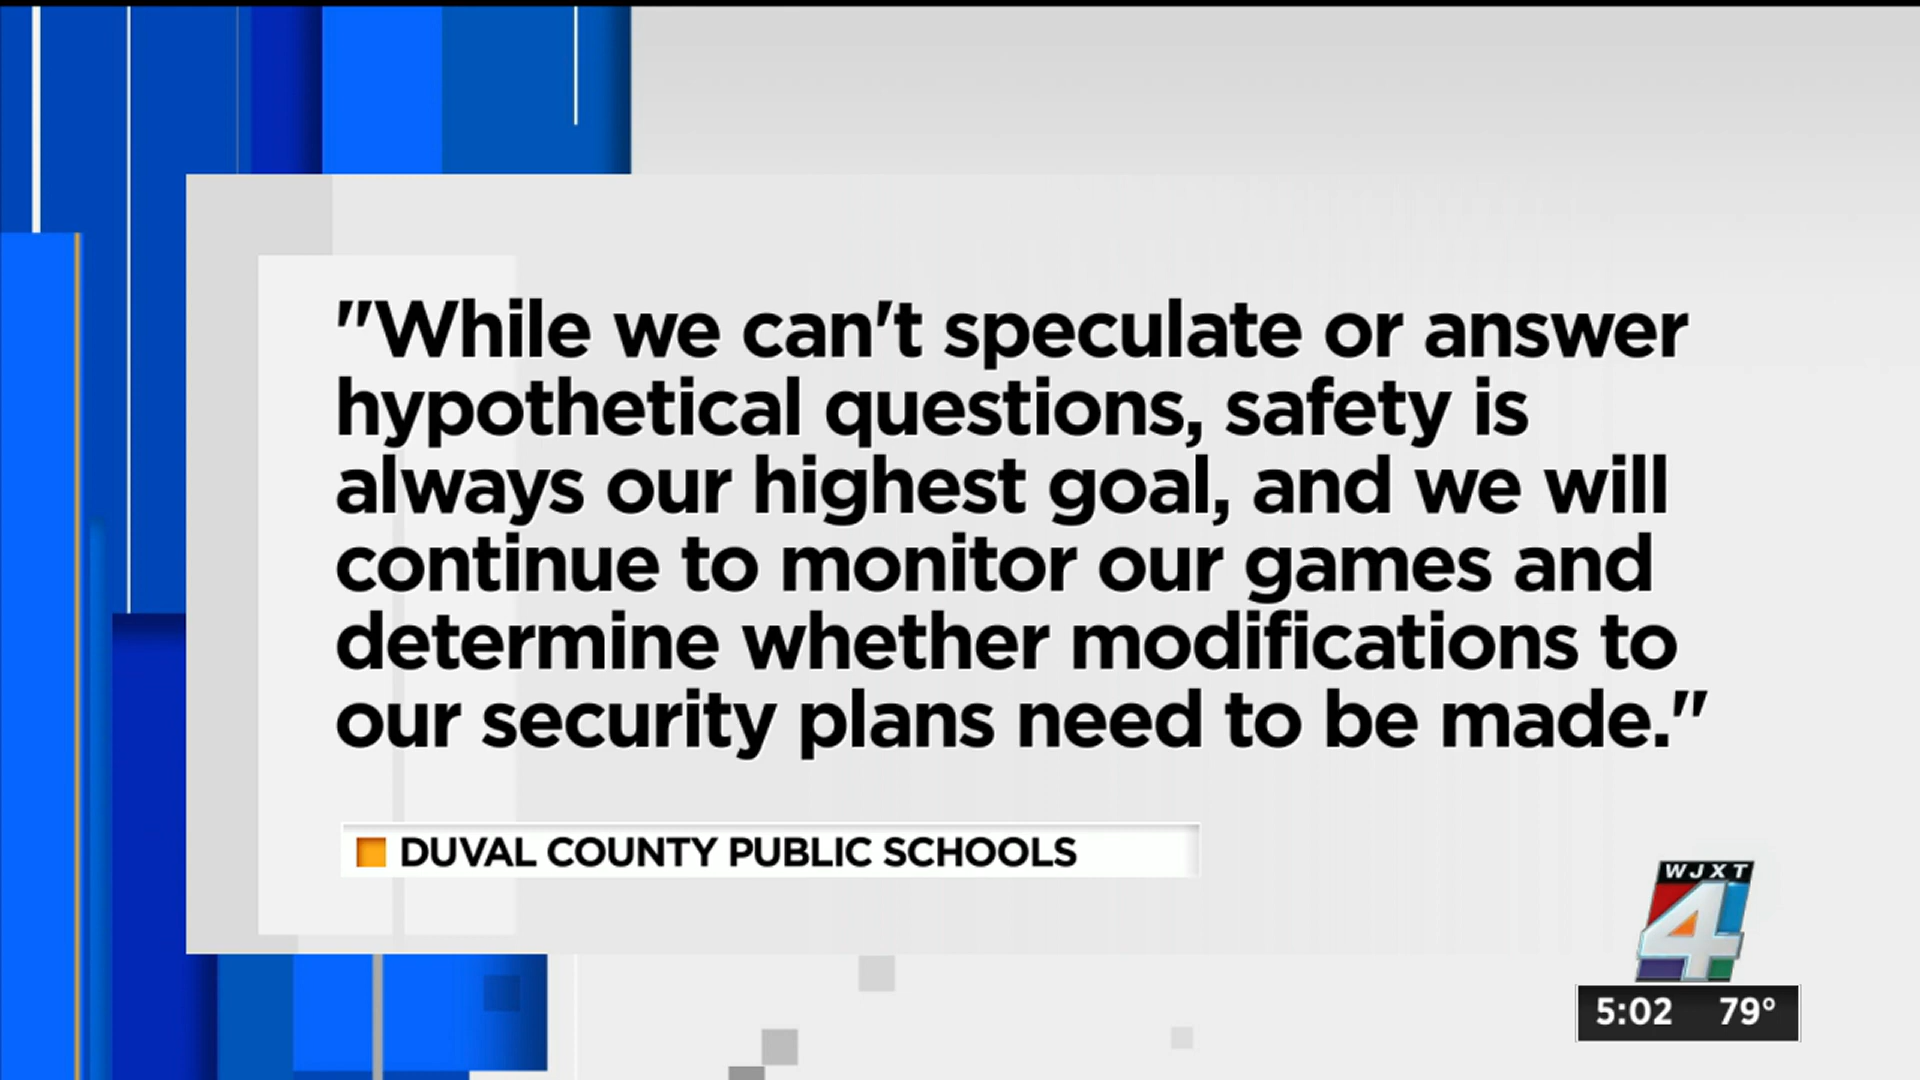 "While we can't speculate or answer
hypothetical questions, safety is
always our highest goal, and we will
continue to monitor our games and
determine whether modifications to
our security plans need to be made."
DUVAL COUNTY PUBLIC SCHOOLS
WJXT
4
5:02 79°